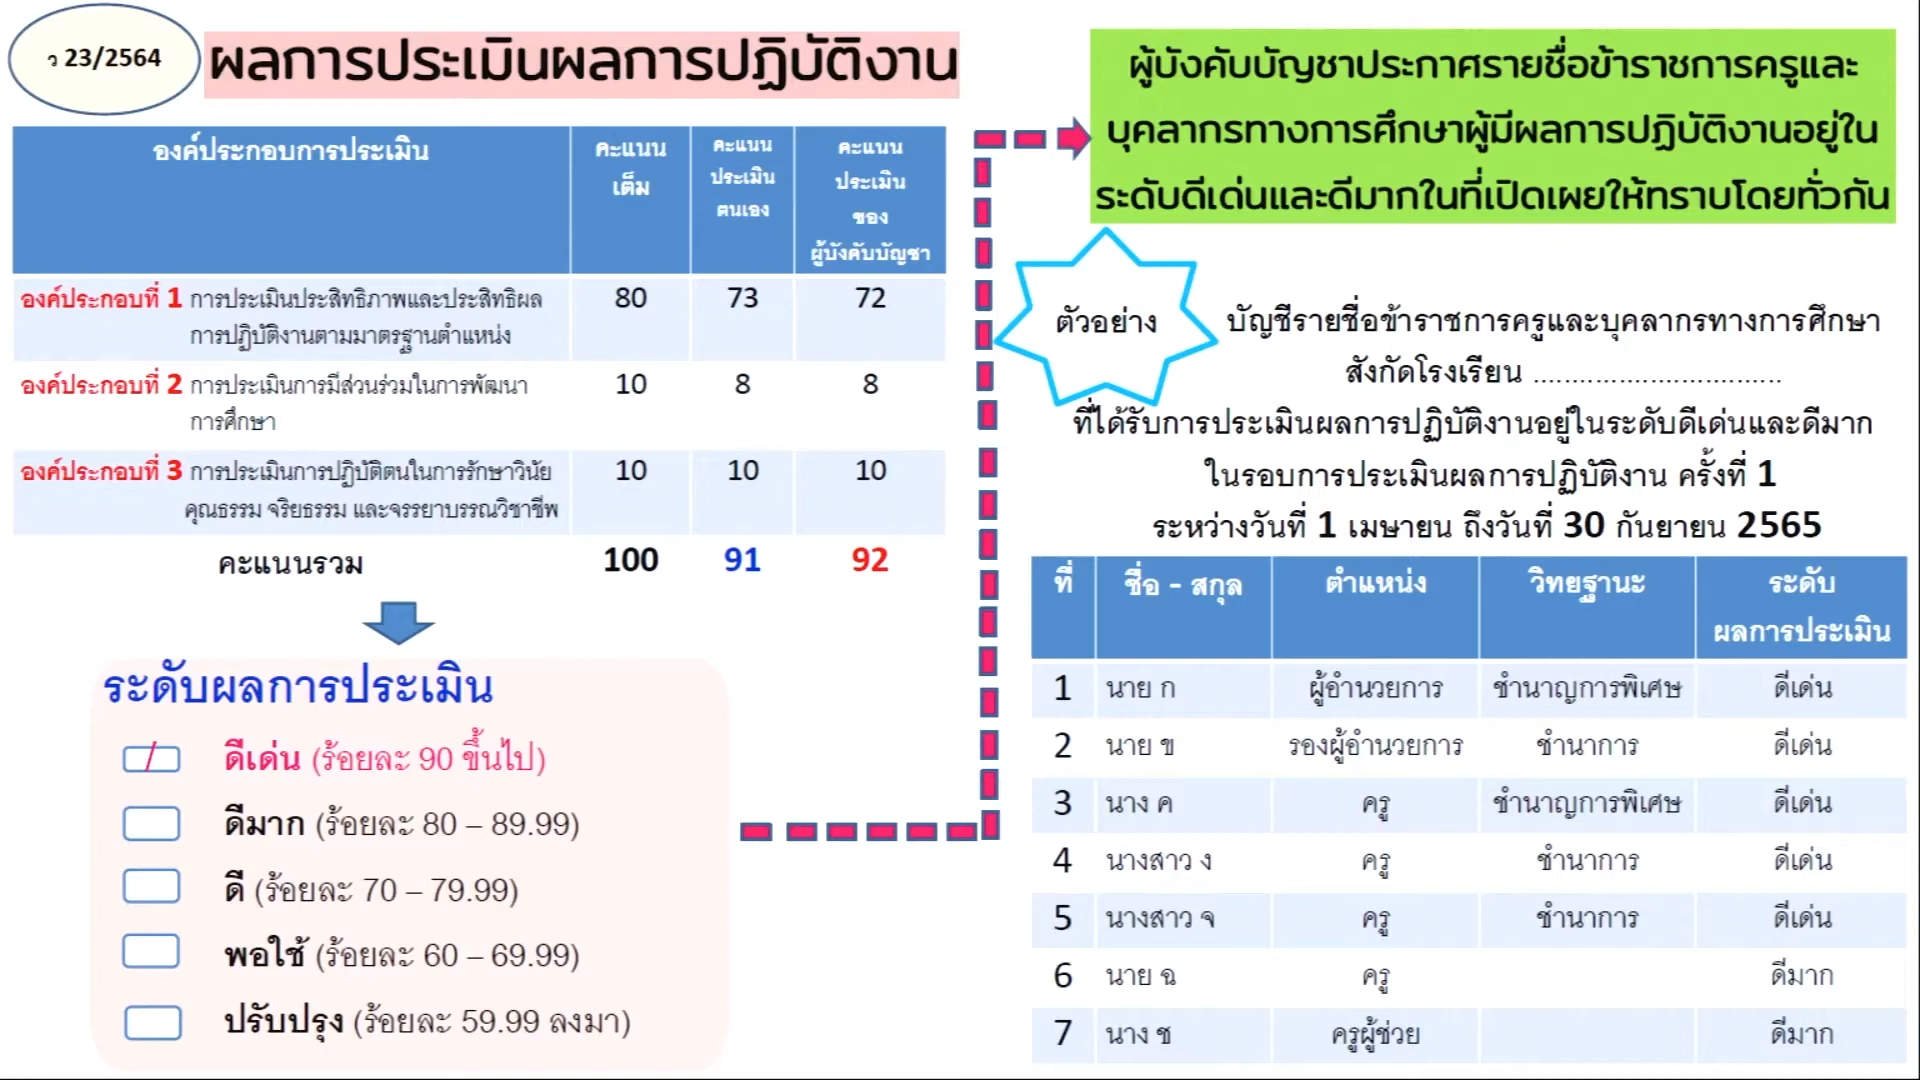 ว 23/2564
ผลการประเมินผลการปฏิบัติงาน
องค์ประกอบการประเมิน
คะแนน
เต็ม
คะแนน
ประเมิน
ตนเอง
คะแนน
ประเมิน
ของ
ผู้บังคับบัญชา
องค์ประกอบที่ 1 การประเมินประสิทธิภาพและประสิทธิผล
การปฏิบัติงานตามมาตรฐานตำแหน่ง
80
73
72
องค์ประกอบที่ 2 การประเมินการมีส่วนร่วมในการพัฒนา
การศึกษา
10
8
8
องค์ประกอบที่ 3 การประเมินการปฏิบัติตนในการรักษาวินัย
คุณธรรม จริยธรรม และจรรยาบรรณวิชาชีพ
10
10
10
คะแนนรวม
100
91
92
ระดับผลการประเมิน
/ ดีเด่น (ร้อยละ 90 ขึ้นไป)
ดีมาก (ร้อยละ 80 – 89.99)
ดี (ร้อยละ 70 – 79.99)
พอใช้ (ร้อยละ 60 – 69.99)
ปรับปรุง (ร้อยละ 59.99 ลงมา)
ผู้บังคับบัญชาประกาศรายชื่อข้าราชการครูและ
บุคลากรทางการศึกษาผู้มีผลการปฏิบัติงานอยู่ใน
ระดับดีเด่นและดีมากในที่เปิดเผยให้ทราบโดยทั่วกัน
ตัวอย่าง
บัญชีรายชื่อข้าราชการครูและบุคลากรทางการศึกษา
สังกัดโรงเรียน ................................
ที่ได้รับการประเมินผลการปฏิบัติงานอยู่ในระดับดีเด่นและดีมาก
ในรอบการประเมินผลการปฏิบัติงาน ครั้งที่ 1
ระหว่างวันที่ 1 เมษายน ถึงวันที่ 30 กันยายน 2565
ที่ ชื่อ - สกุล ตำแหน่ง วิทยฐานะ ระดับ
ผลการประเมิน
1 นาย ก ผู้อำนวยการ ชำนาญการพิเศษ ดีเด่น
2 นาย ข รองผู้อำนวยการ ชำนาการ ดีเด่น
3 นาง ค ครู ชำนาญการพิเศษ ดีเด่น
4 นางสาว ง ครู ชำนาการ ดีเด่น
5 นางสาว จ ครู ชำนาการ ดีเด่น
6 นาย ฉ ครู ดีมาก
7 นาง ช ครูผู้ช่วย ดีมาก